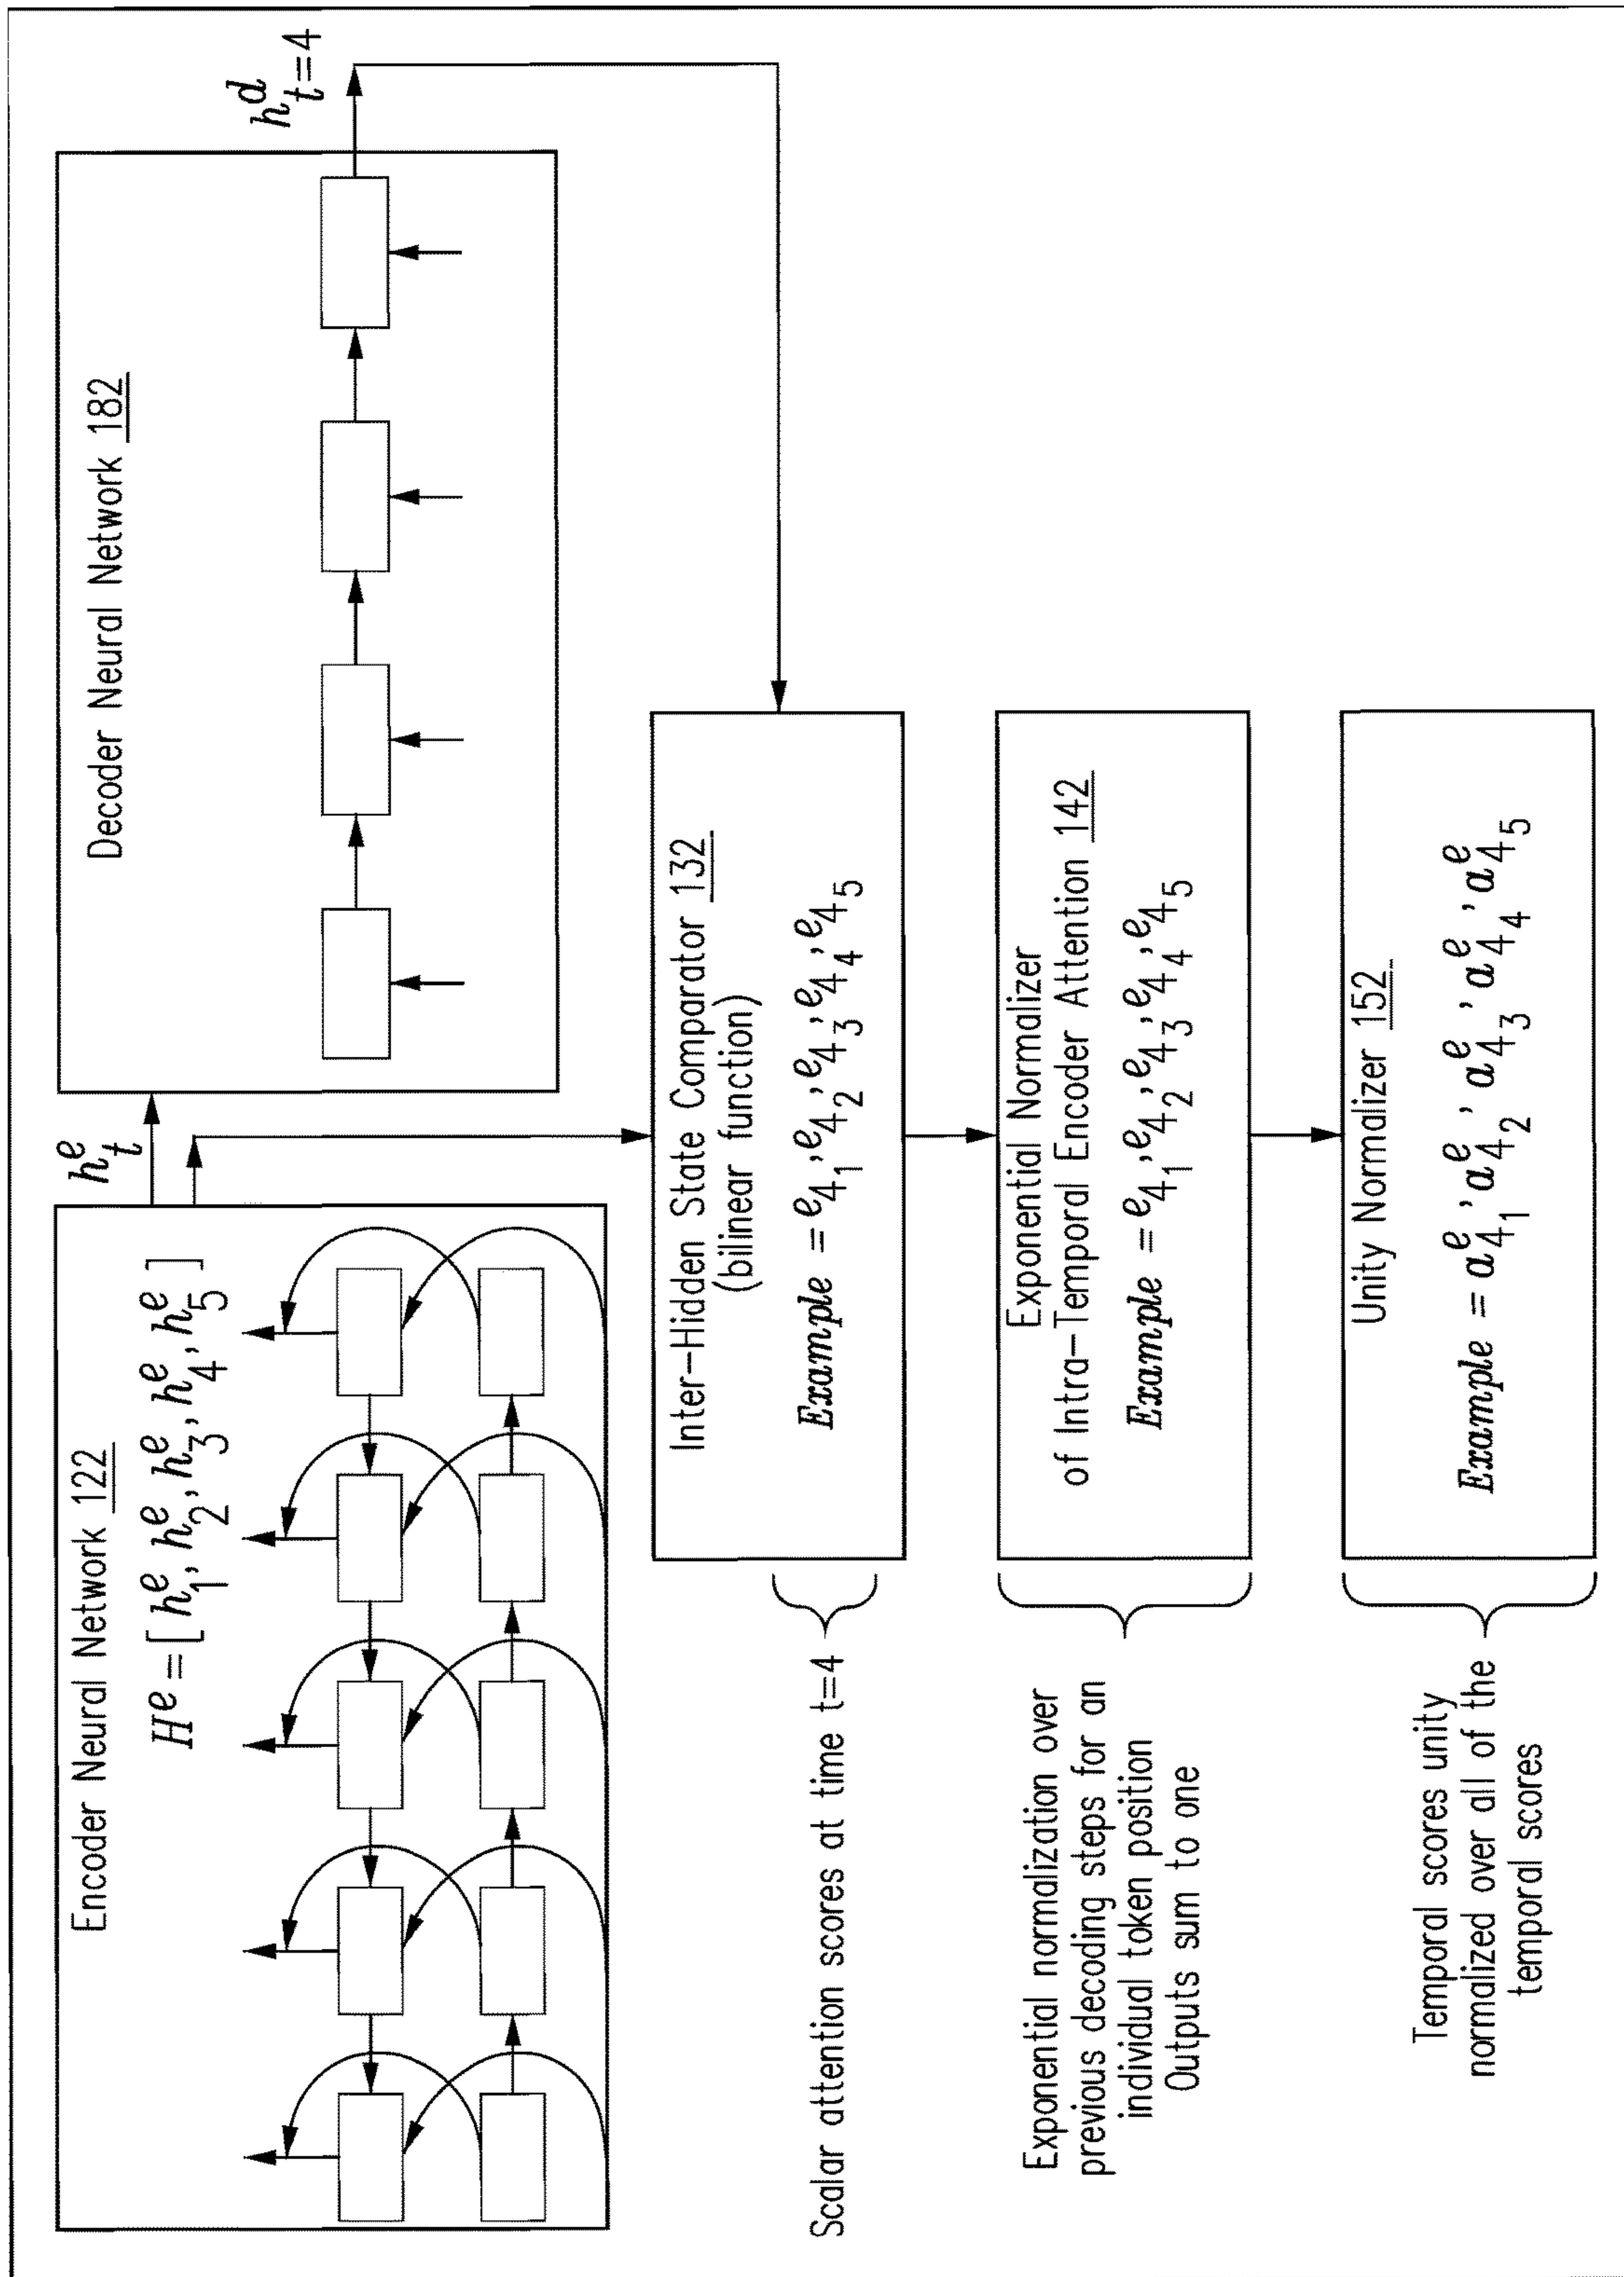 Encoder Neural Network 122
Hᵉ = [ h₁ᵉ, h₂ᵉ, h₃ᵉ, h₄ᵉ, h₅ᵉ ]
hₜᵉ
Decoder Neural Network 182
hᵈₜ₌₄
Inter-Hidden State Comparator 132
(bilinear function)
Example = e₄₁, e₄₂, e₄₃, e₄₄, e₄₅
Scalar attention scores at time t=4
Exponential Normalizer
of Intra-Temporal Encoder Attention 142
Example = e₄₁, e₄₂, e₄₃, e₄₄, e₄₅
Exponential normalization over
previous decoding steps for an
individual token position
Outputs sum to one
Unity Normalizer 152
Example = aᵉ₄₁, aᵉ₄₂, aᵉ₄₃, aᵉ₄₄, aᵉ₄₅
Temporal scores unity
normalized over all of the
temporal scores